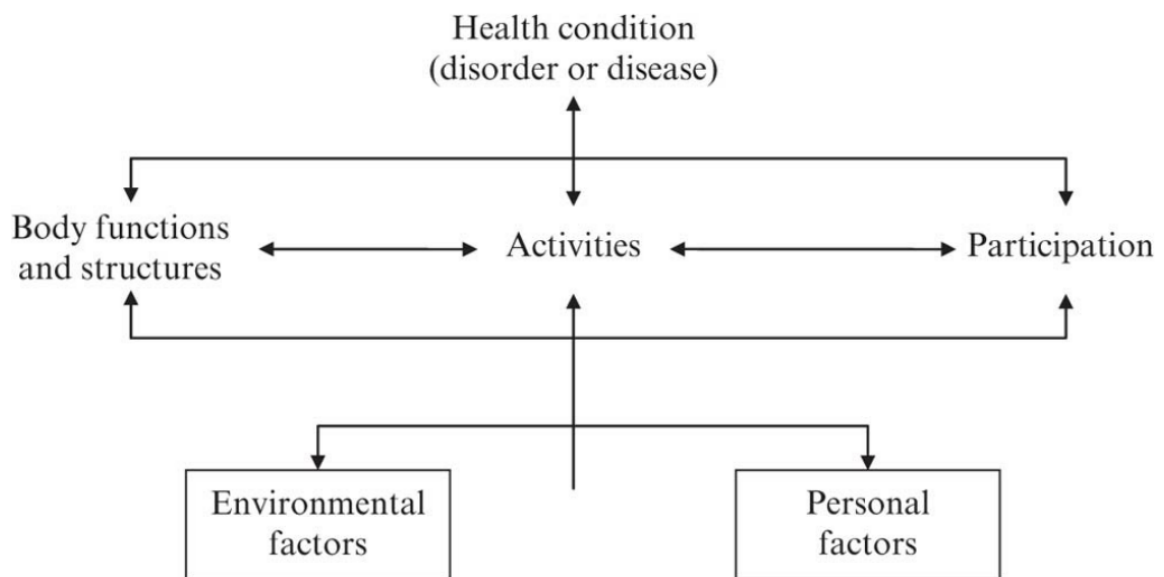 Health condition
(disorder or disease)
Body functions
and structures
Activities
Participation
Environmental
factors
Personal
factors